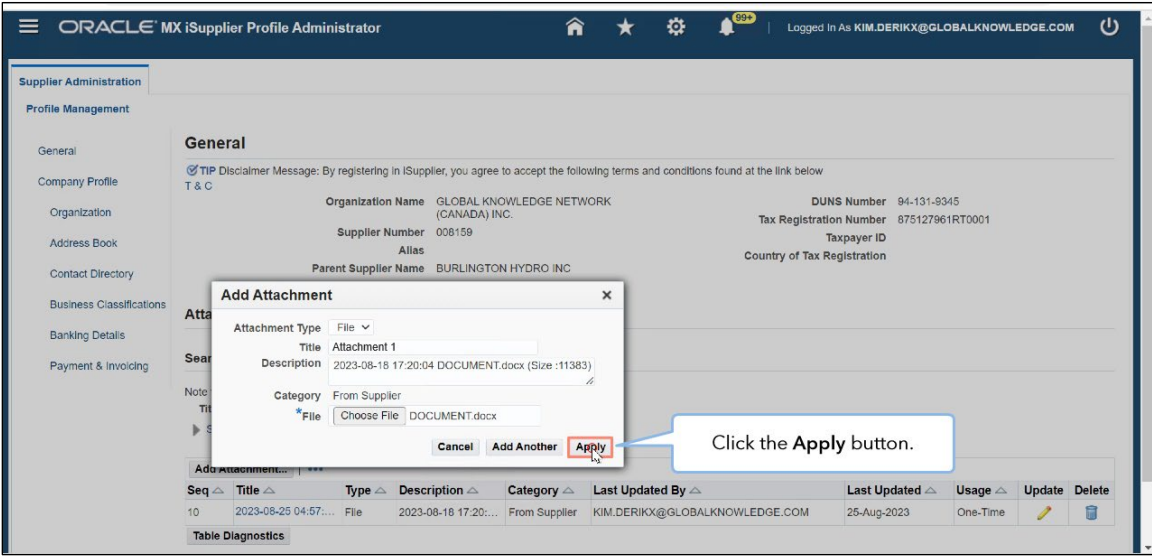 ORACLE MX iSupplier Profile Administrator
99+
Logged In As KIM.DERIKX@GLOBALKNOWLEDGE.COM
Supplier Administration
Profile Management
General
Company Profile
Organization
Address Book
Contact Directory
Business Classifications
Banking Details
Payment & Invoicing
General
TIP Disclaimer Message: By registering in iSupplier, you agree to accept the following terms and conditions found at the link below
T & C
Organization Name GLOBAL KNOWLEDGE NETWORK
(CANADA) INC.
Supplier Number 008159
Alias
Parent Supplier Name BURLINGTON HYDRO INC
DUNS Number 94-131-9345
Tax Registration Number 875127961RT0001
Taxpayer ID
Country of Tax Registration
Atta
Sear
Note
Tit
S
Add Attachment
Attachment Type File
Title Attachment 1
Description 2023-08-18 17:20:04 DOCUMENT.docx (Size :11383)
Category From Supplier
*File Choose File DOCUMENT.docx
Cancel Add Another Apply
Click the Apply button.
Add Attachment...
Seq Title Type Description Category Last Updated By Last Updated Usage Update Delete
10 2023-08-25 04:57:... File 2023-08-18 17:20:... From Supplier KIM.DERIKX@GLOBALKNOWLEDGE.COM 25-Aug-2023 One-Time
Table Diagnostics